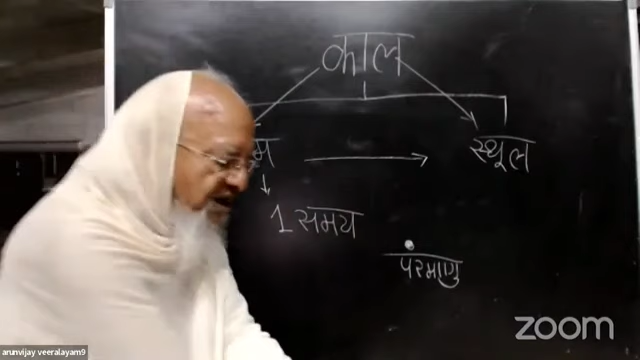 काल
स्थूल
1 समय
परमाणु
zoom
arunvijay veeralayam9